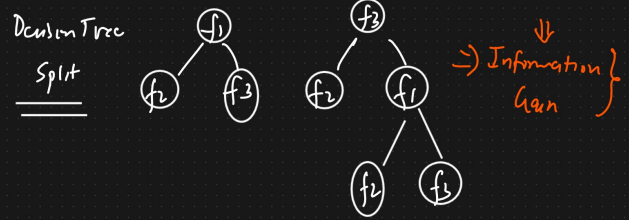 Decision Tree
Split
f1
f2
f3
f3
f2
f1
f2
f3
⇓
⇒ Information
Gain